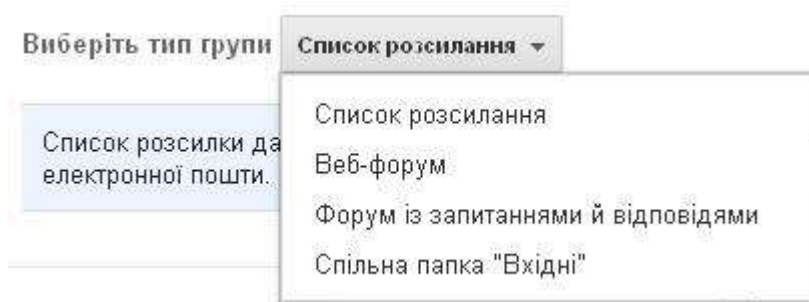 Виберіть тип групи Список розсилання
Список розсилання
Веб-форум
Форум із запитаннями й відповідями
Спільна папка "Вхідні"
Список розсилки да
електронної пошти.